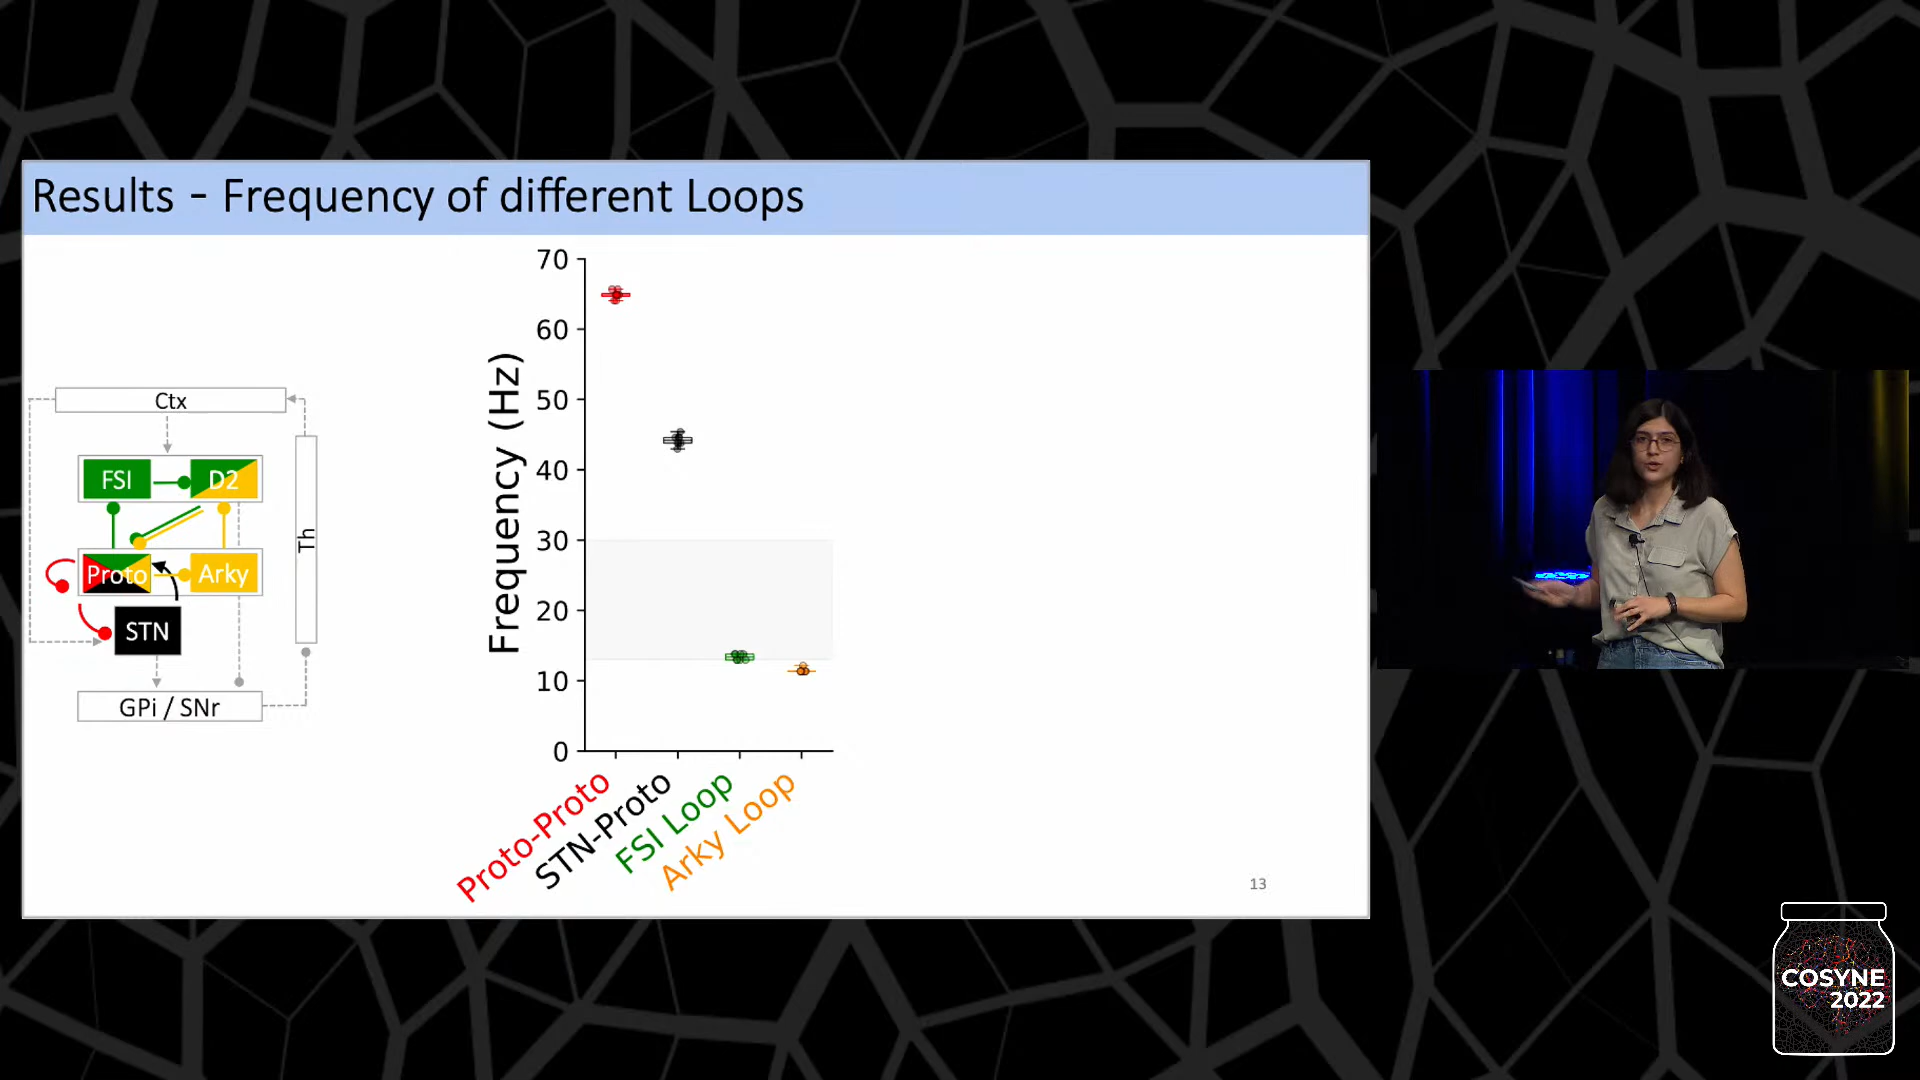 Results - Frequency of different Loops
Ctx
FSI
D2
Th
Proto
Arky
STN
GPi / SNr
Frequency (Hz)
70
60
50
40
30
20
10
0
Proto-Proto
STN-Proto
FSI Loop
Arky Loop
13
COSYNE
2022